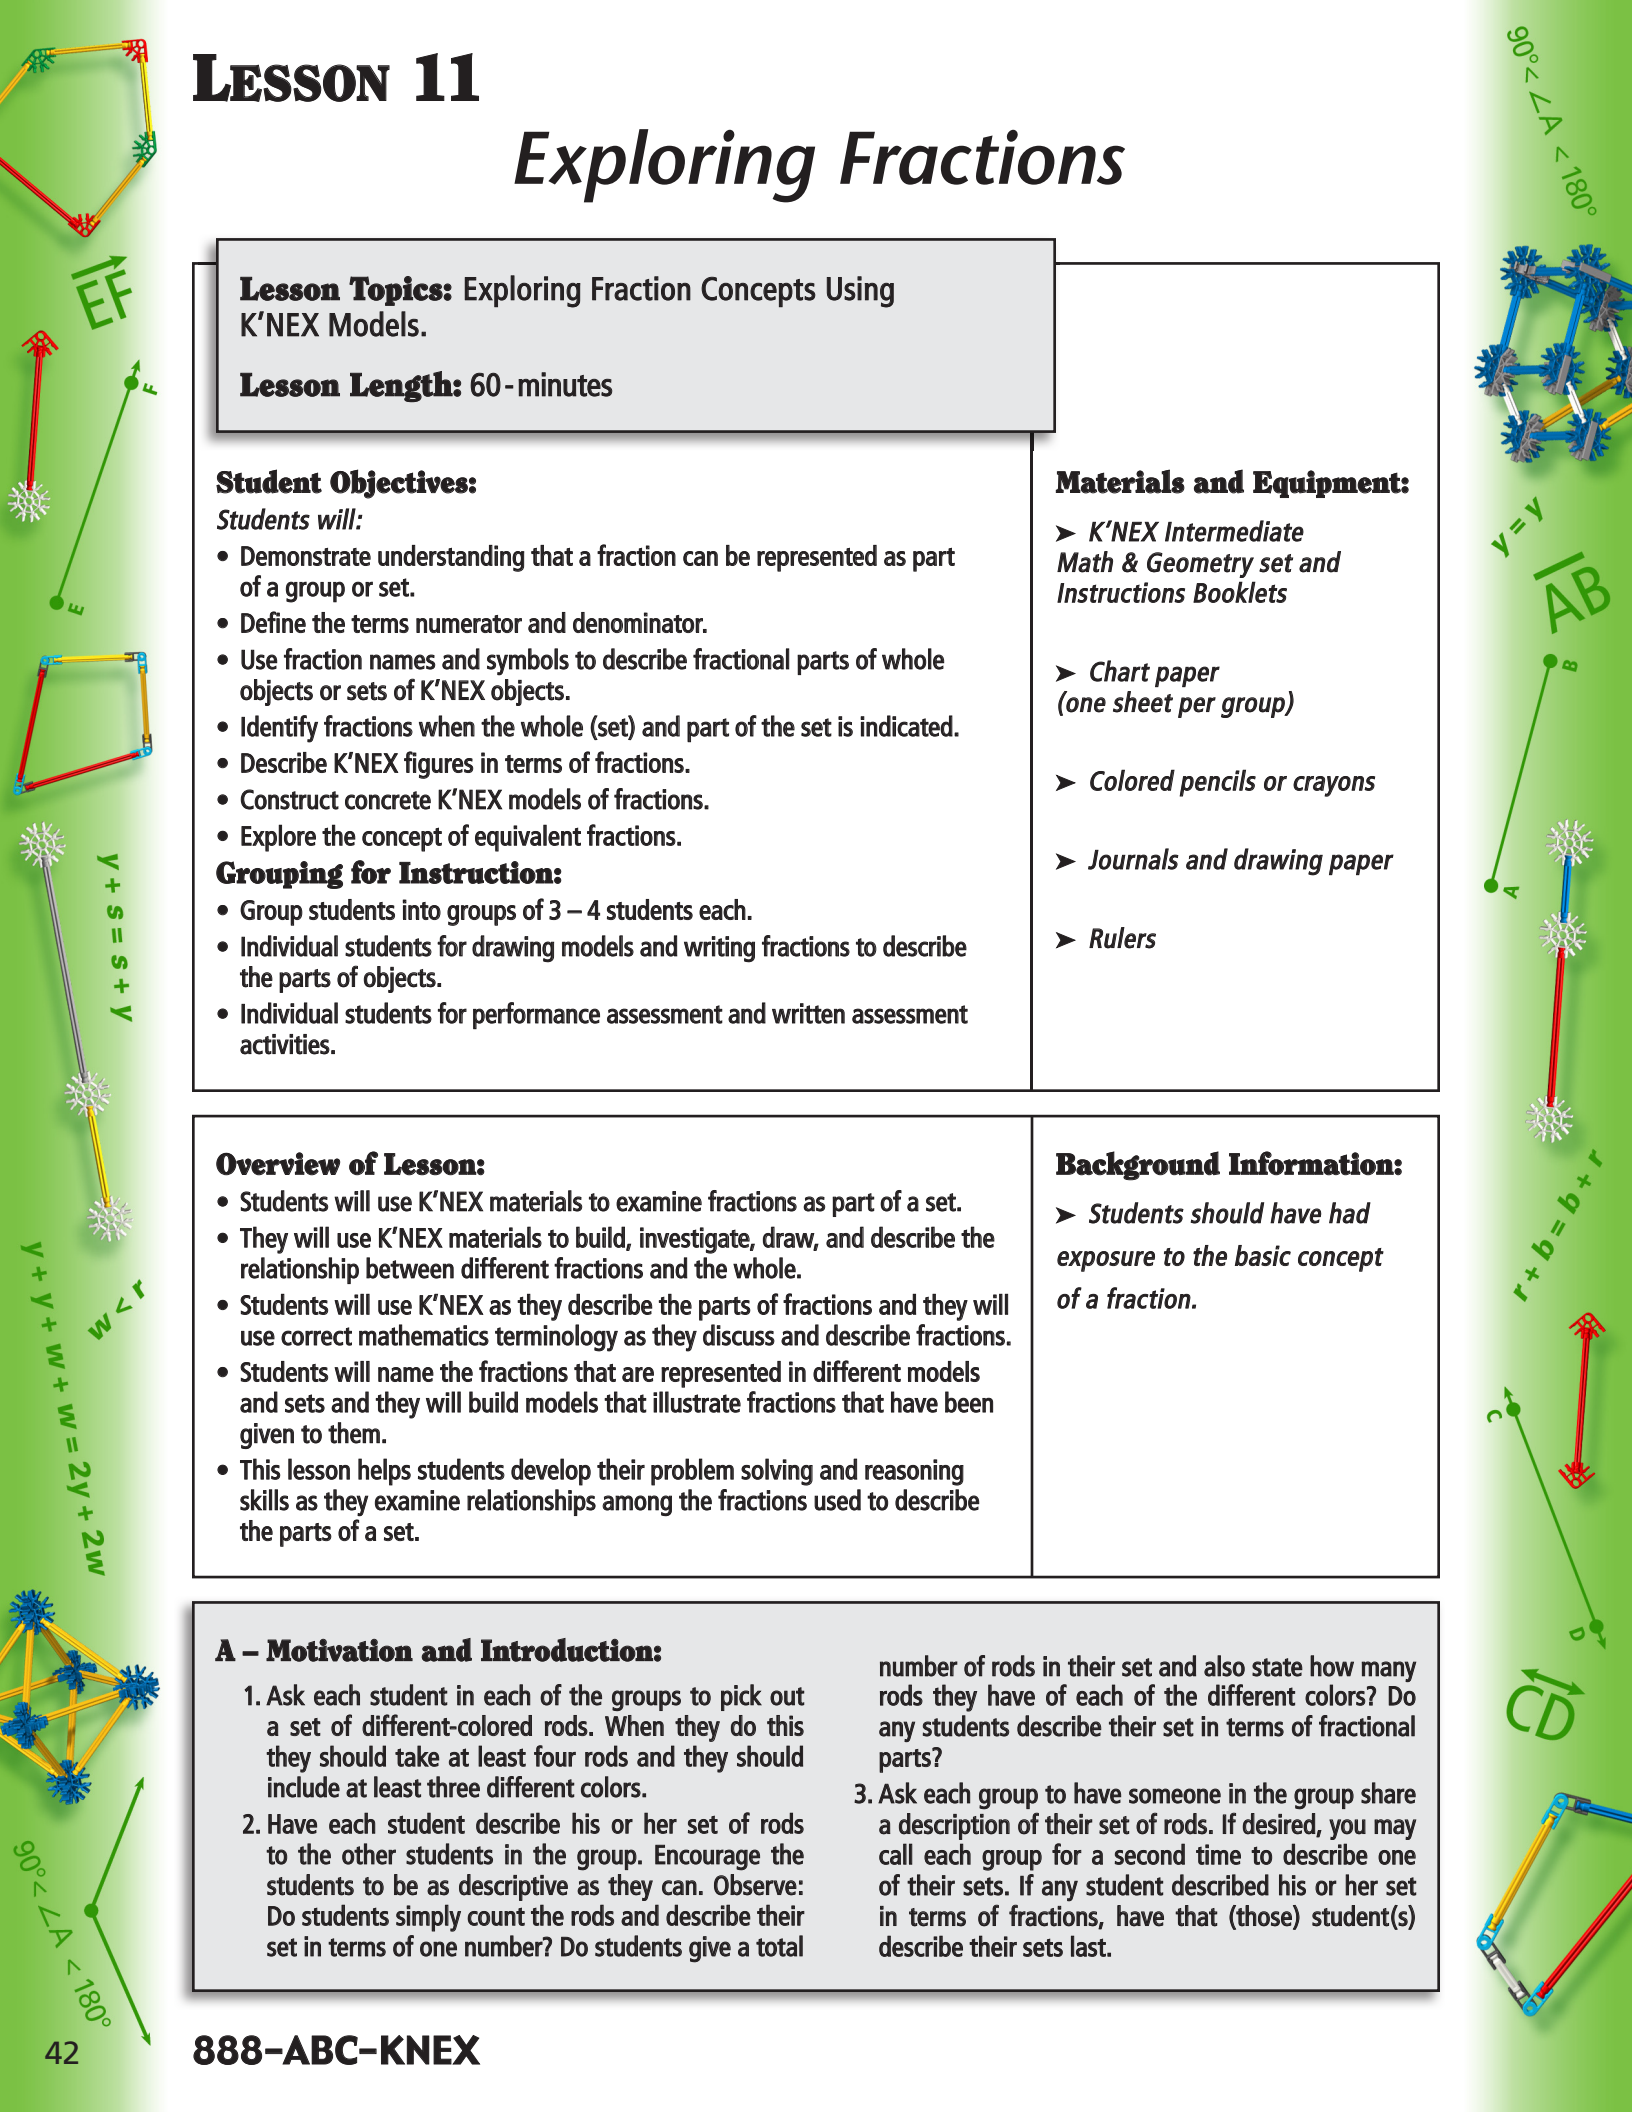 LESSON 11
Exploring Fractions
Lesson Topics: Exploring Fraction Concepts Using
K'NEX Models.
Lesson Length: 60-minutes
Student Objectives:
Students will:
• Demonstrate understanding that a fraction can be represented as part
of a group or set.
• Define the terms numerator and denominator.
• Use fraction names and symbols to describe fractional parts of whole
objects or sets of K'NEX objects.
• Identify fractions when the whole (set) and part of the set is indicated.
• Describe K'NEX figures in terms of fractions.
• Construct concrete K'NEX models of fractions.
• Explore the concept of equivalent fractions.
Grouping for Instruction:
• Group students into groups of 3 – 4 students each.
• Individual students for drawing models and writing fractions to describe
the parts of objects.
• Individual students for performance assessment and written assessment
activities.
Materials and Equipment:
➤ K'NEX Intermediate
Math & Geometry set and
Instructions Booklets
➤ Chart paper
(one sheet per group)
➤ Colored pencils or crayons
➤ Journals and drawing paper
➤ Rulers
Overview of Lesson:
• Students will use K'NEX materials to examine fractions as part of a set.
• They will use K'NEX materials to build, investigate, draw, and describe the
relationship between different fractions and the whole.
• Students will use K'NEX as they describe the parts of fractions and they will
use correct mathematics terminology as they discuss and describe fractions.
• Students will name the fractions that are represented in different models
and sets and they will build models that illustrate fractions that have been
given to them.
• This lesson helps students develop their problem solving and reasoning
skills as they examine relationships among the fractions used to describe
the parts of a set.
Background Information:
➤ Students should have had
exposure to the basic concept
of a fraction.
A – Motivation and Introduction:
1. Ask each student in each of the groups to pick out
a set of different-colored rods. When they do this
they should take at least four rods and they should
include at least three different colors.
2. Have each student describe his or her set of rods
to the other students in the group. Encourage the
students to be as descriptive as they can. Observe:
Do students simply count the rods and describe their
set in terms of one number? Do students give a total
number of rods in their set and also state how many
rods they have of each of the different colors? Do
any students describe their set in terms of fractional
parts?
3. Ask each group to have someone in the group share
a description of their set of rods. If desired, you may
call each group for a second time to describe one
of their sets. If any student described his or her set
in terms of fractions, have that (those) student(s)
describe their sets last.
42
888–ABC–KNEX
EF
F
E
y + s = s + y
y + y + w + w = 2y + 2w
w < r
90° < ∠A < 180°
90° < ∠A < 180°
y = y
AB
B
A
r + b = b + r
C
D
CD